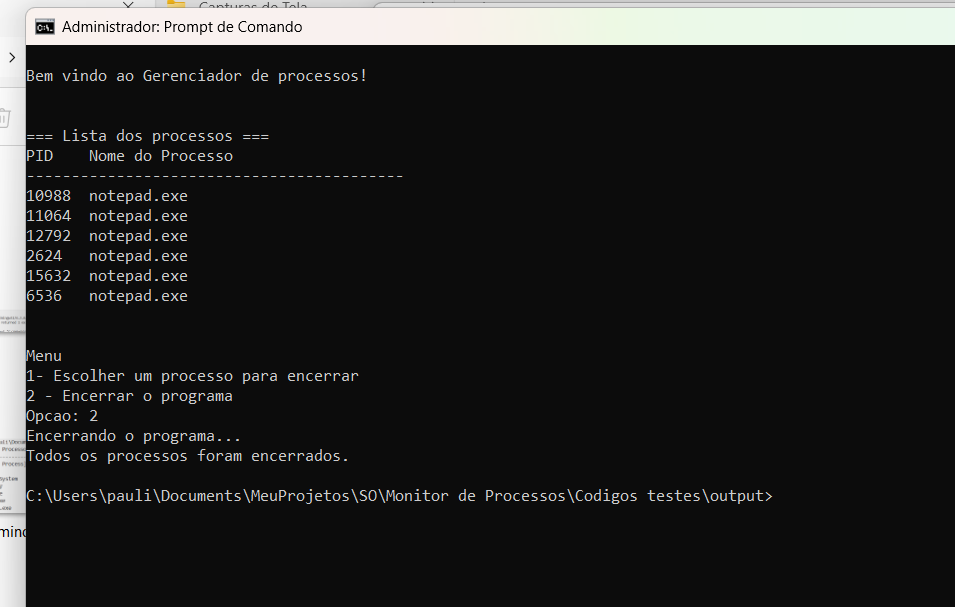 Capturas de Tela
Administrador: Prompt de Comando
Bem vindo ao Gerenciador de processos!
=== Lista dos processos ===
PID    Nome do Processo
------------------------------------------
10988  notepad.exe
11064  notepad.exe
12792  notepad.exe
2624   notepad.exe
15632  notepad.exe
6536   notepad.exe
Menu
1- Escolher um processo para encerrar
2 - Encerrar o programa
Opcao: 2
Encerrando o programa...
Todos os processos foram encerrados.
C:\Users\pauli\Documents\MeuProjetos\SO\Monitor de Processos\Codigos testes\output>